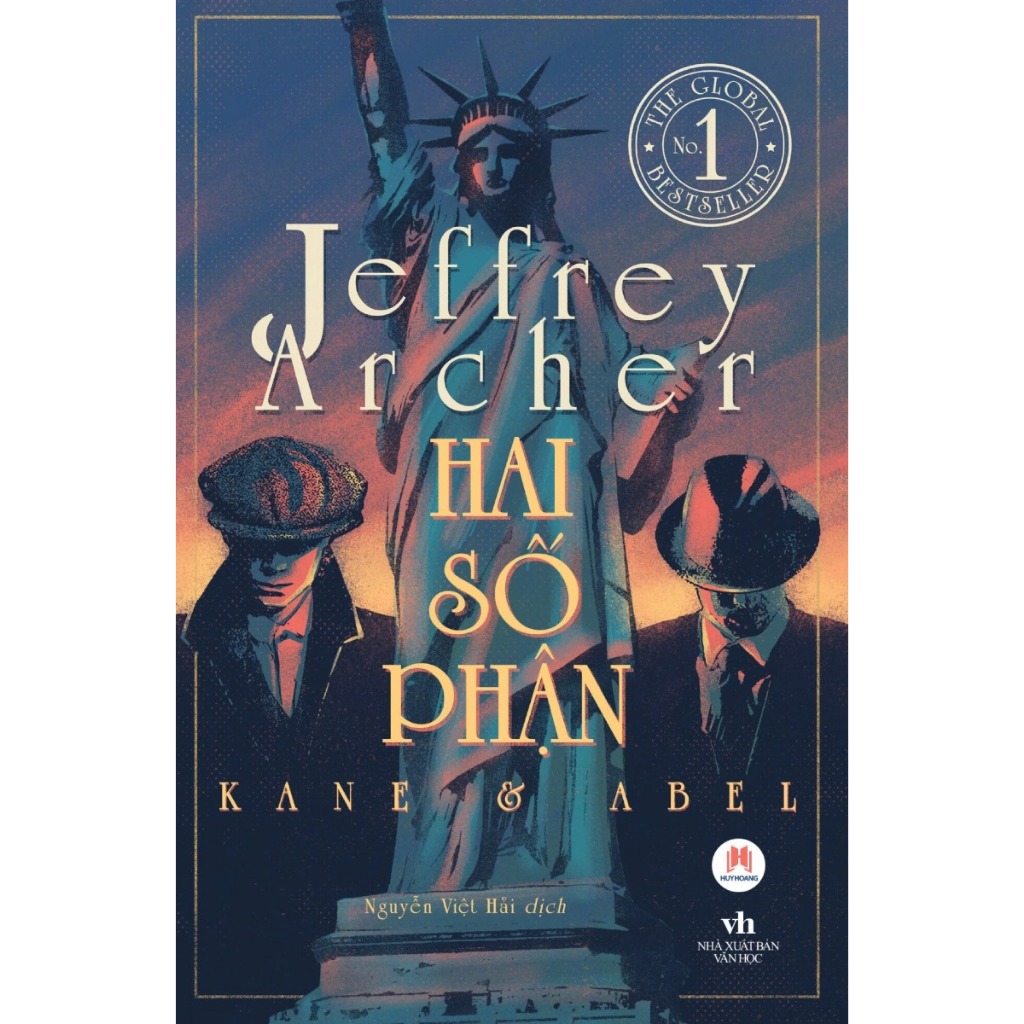 THE GLOBAL
No. 1
BESTSELLER
Jeffrey
Archer
HAI
SỐ
PHẬN
KANE & ABEL
HUYHOANG
Nguyễn Việt Hải dịch
vh
NHÀ XUẤT BẢN
VĂN HỌC